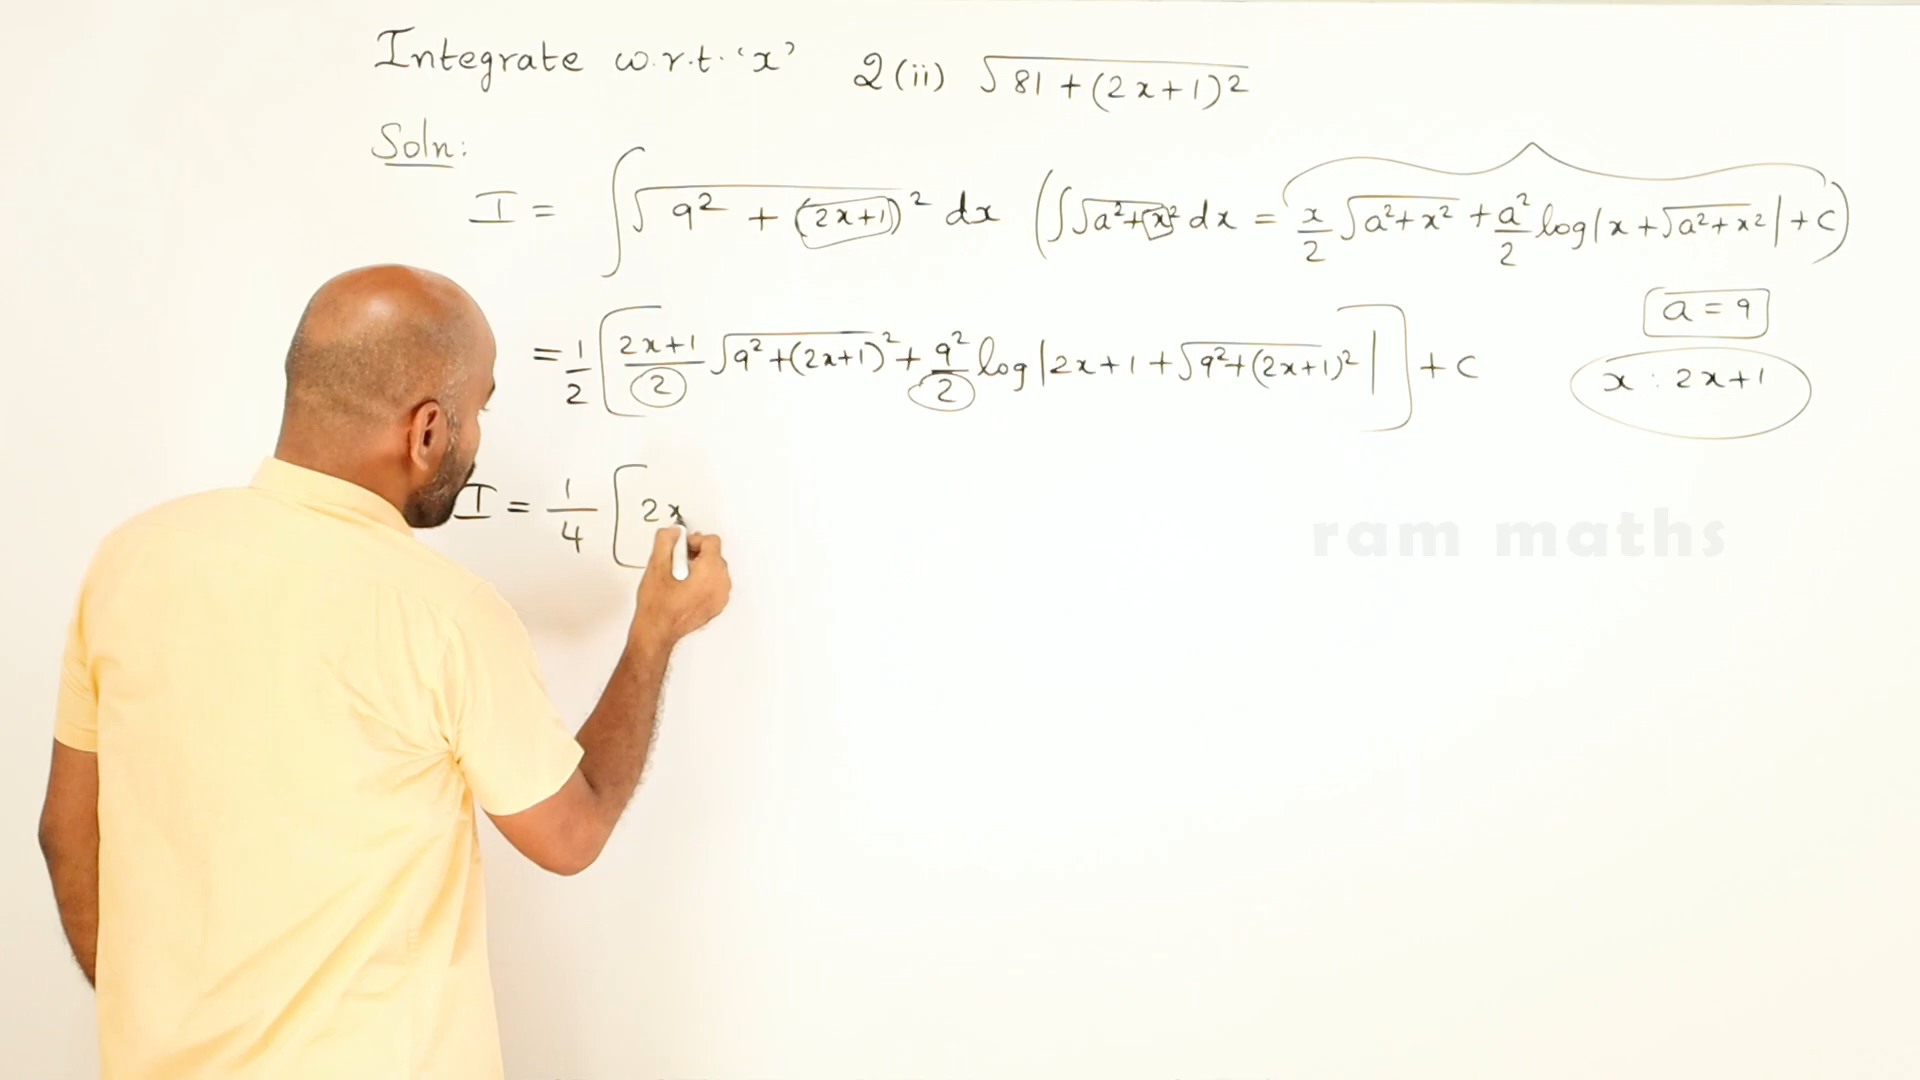 Integrate w.r.t. 'x' 2(ii) √81+(2x+1)²
Soln:
I = ∫√9² + (2x+1)² dx (∫√a²+x² dx = x/2 √a²+x² + a²/2 log|x+√a²+x²|+c)
a = 9
= 1/2 [2x+1/2 √9²+(2x+1)² + 9²/2 log|2x+1+√9²+(2x+1)²|] + c
x : 2x+1
I = 1/4 [2x
ram maths